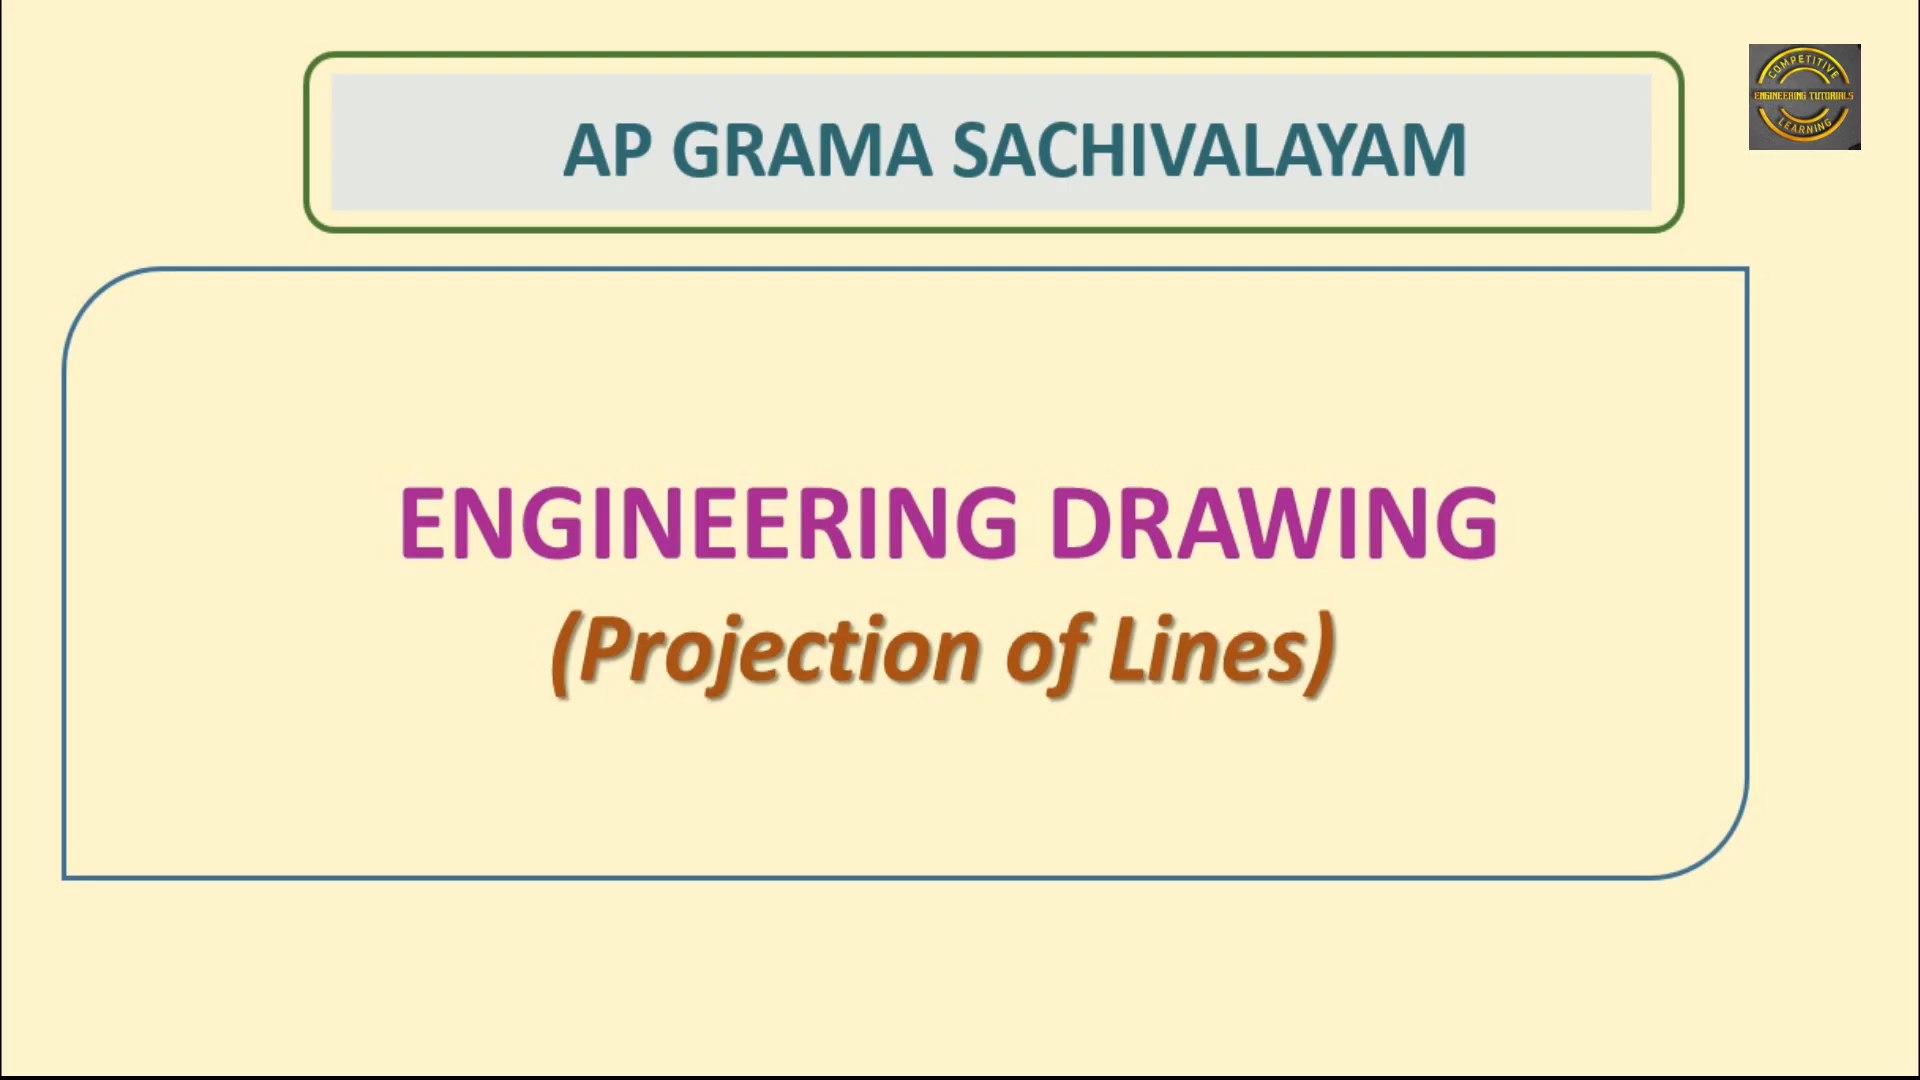 AP GRAMA SACHIVALAYAM
COMPETITIVE
ENGINEERING TUTORIALS
LEARNING
ENGINEERING DRAWING
(Projection of Lines)